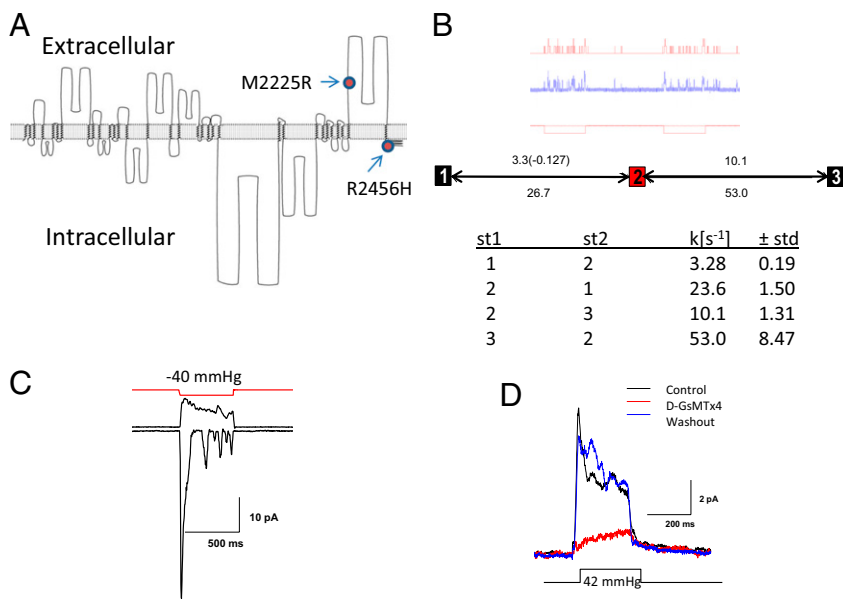 A
Extracellular
M2225R
R2456H
Intracellular
B
3.3(-0.127)
10.1
1
2
3
26.7
53.0
st1 st2 k[s⁻¹] ± std
1 2 3.28 0.19
2 1 23.6 1.50
2 3 10.1 1.31
3 2 53.0 8.47
C
-40 mmHg
10 pA
500 ms
D
Control
D-GsMTx4
Washout
2 pA
200 ms
42 mmHg